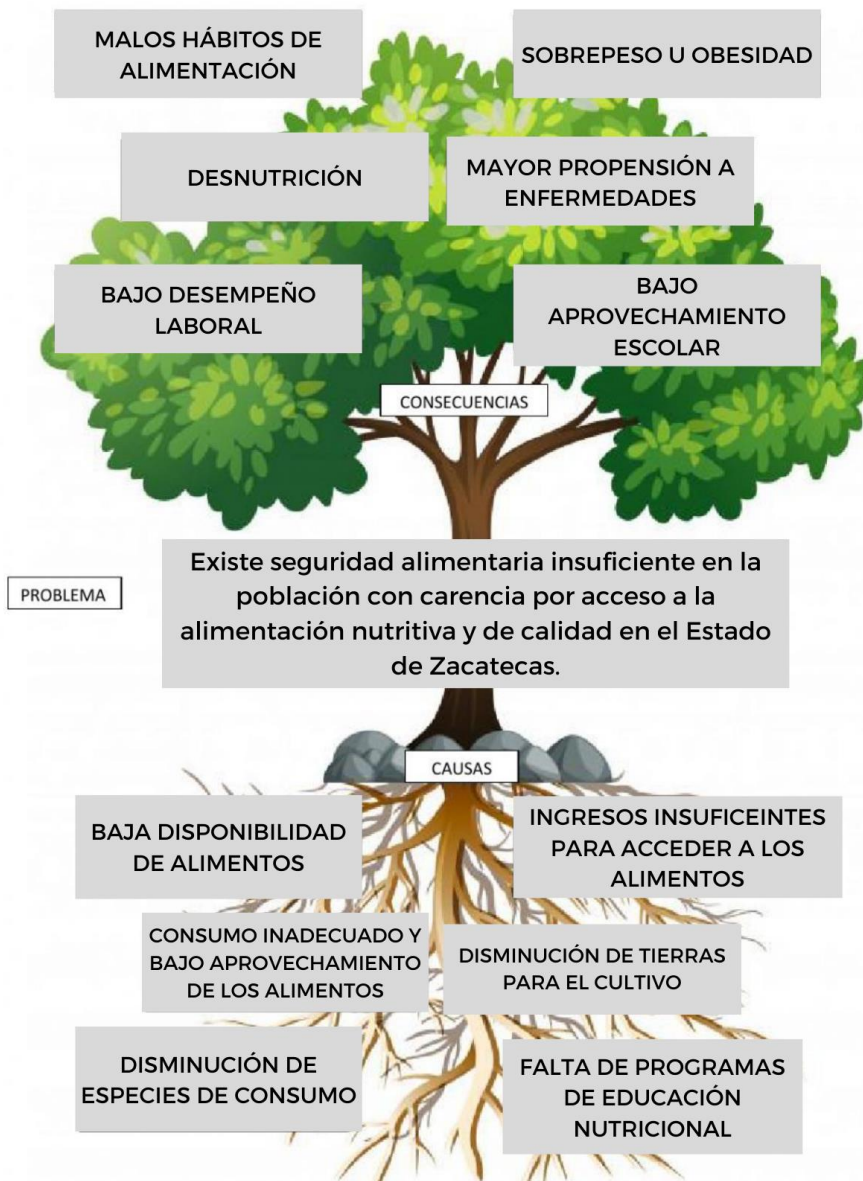 MALOS HÁBITOS DE
ALIMENTACIÓN
SOBREPESO U OBESIDAD
DESNUTRICIÓN
MAYOR PROPENSIÓN A
ENFERMEDADES
BAJO DESEMPEÑO
LABORAL
BAJO
APROVECHAMIENTO
ESCOLAR
CONSECUENCIAS
PROBLEMA
Existe seguridad alimentaria insuficiente en la
población con carencia por acceso a la
alimentación nutritiva y de calidad en el Estado
de Zacatecas.
CAUSAS
BAJA DISPONIBILIDAD
DE ALIMENTOS
INGRESOS INSUFICEINTES
PARA ACCEDER A LOS
ALIMENTOS
CONSUMO INADECUADO Y
BAJO APROVECHAMIENTO
DE LOS ALIMENTOS
DISMINUCIÓN DE TIERRAS
PARA EL CULTIVO
DISMINUCIÓN DE
ESPECIES DE CONSUMO
FALTA DE PROGRAMAS
DE EDUCACIÓN
NUTRICIONAL